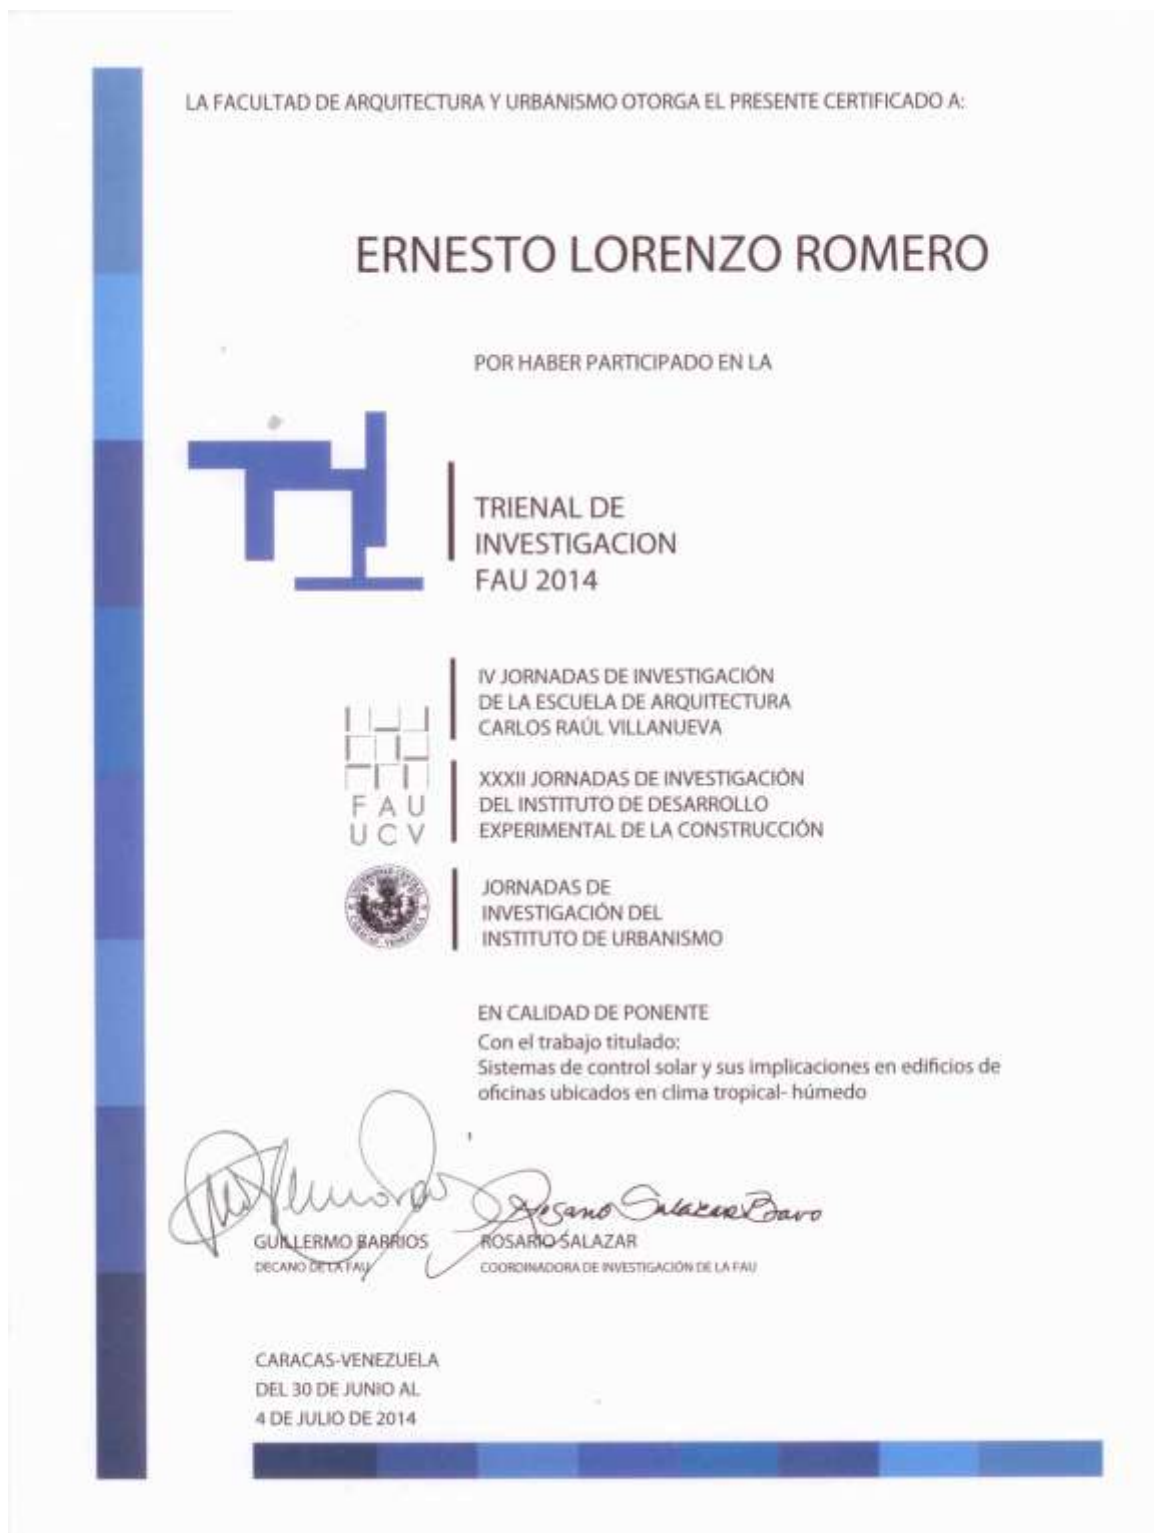 LA FACULTAD DE ARQUITECTURA Y URBANISMO OTORGA EL PRESENTE CERTIFICADO A:
ERNESTO LORENZO ROMERO
POR HABER PARTICIPADO EN LA
TRIENAL DE
INVESTIGACION
FAU 2014
IV JORNADAS DE INVESTIGACIÓN
DE LA ESCUELA DE ARQUITECTURA
CARLOS RAÚL VILLANUEVA
FAU
UCV
XXXII JORNADAS DE INVESTIGACIÓN
DEL INSTITUTO DE DESARROLLO
EXPERIMENTAL DE LA CONSTRUCCIÓN
UNIVERSIDAD CENTRAL
CARACAS VENEZUELA
JORNADAS DE
INVESTIGACIÓN DEL
INSTITUTO DE URBANISMO
EN CALIDAD DE PONENTE
Con el trabajo titulado:
Sistemas de control solar y sus implicaciones en edificios de
oficinas ubicados en clima tropical- húmedo
Salazar Bravo
GUILLERMO BARRIOS
DECANO DE LA FAU
ROSARIO SALAZAR
COORDINADORA DE INVESTIGACIÓN DE LA FAU
CARACAS-VENEZUELA
DEL 30 DE JUNIO AL
4 DE JULIO DE 2014